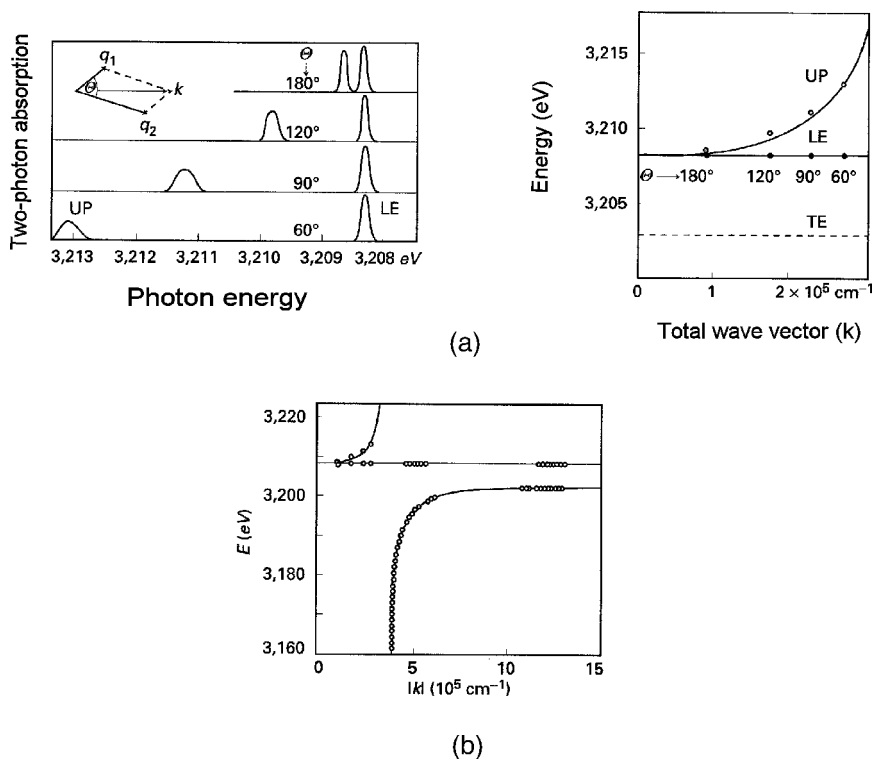 Two-photon absorption
q1
Θ
k
q2
Θ
180°
120°
90°
UP
LE
60°
3,213 3,212 3,211 3,210 3,209 3,208 eV
Photon energy
Energy (eV)
3,215
UP
3,210
LE
Θ → 180° 120° 90° 60°
3,205
TE
1 2 × 10⁵ cm⁻¹
Total wave vector (k)
(a)
E (eV)
3,220
3,200
3,180
3,160
0 5 10 15
|k| (10⁵ cm⁻¹)
(b)